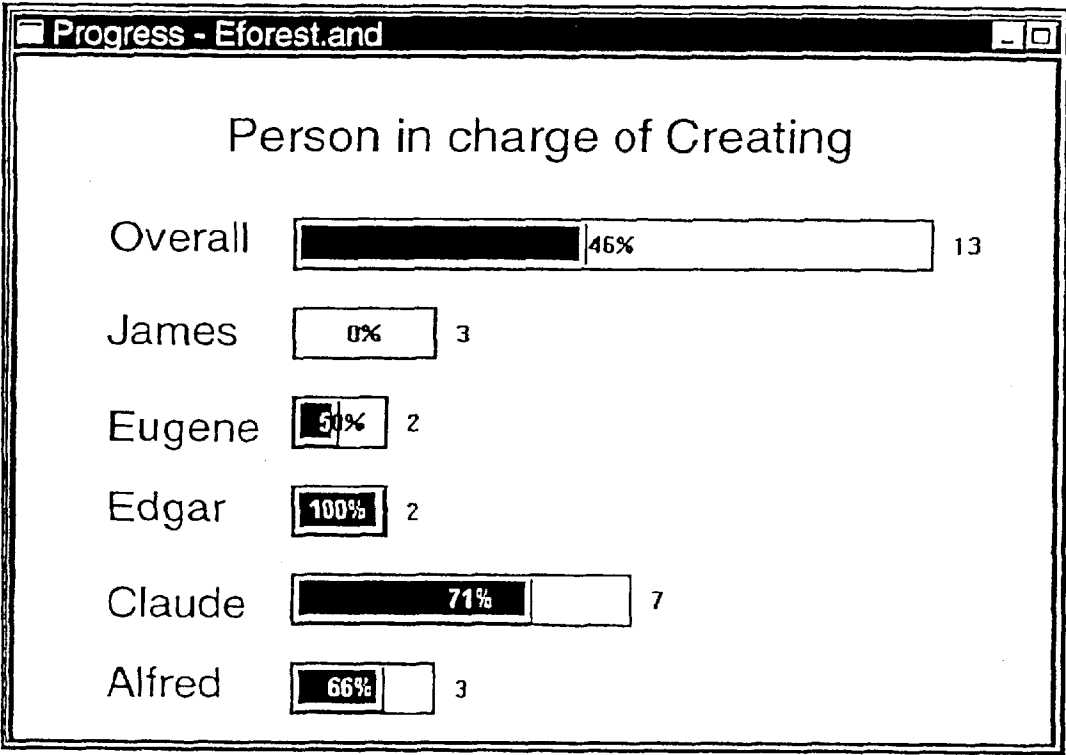 Progress - Eforest.and
Person in charge of Creating
Overall 46% 13
James 0% 3
Eugene 50% 2
Edgar 100% 2
Claude 71% 7
Alfred 66% 3